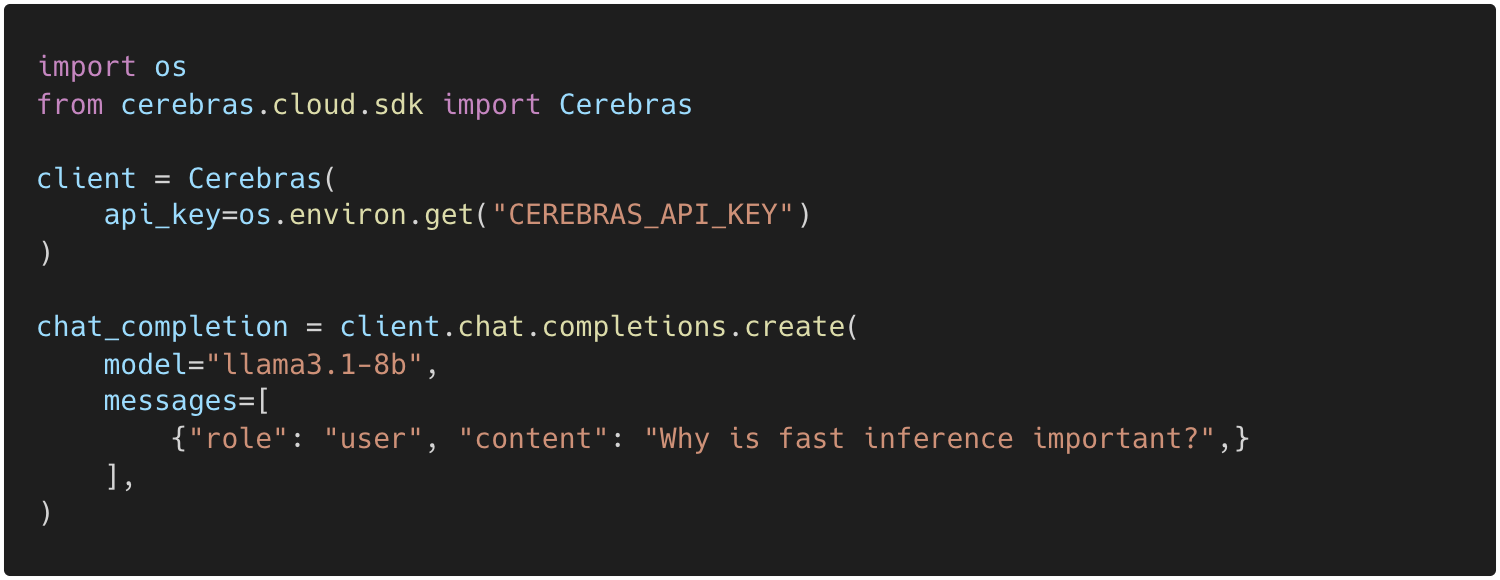 import os
from cerebras.cloud.sdk import Cerebras
client = Cerebras(
    api_key=os.environ.get("CEREBRAS_API_KEY")
)
chat_completion = client.chat.completions.create(
    model="llama3.1-8b",
    messages=[
        {"role": "user", "content": "Why is fast inference important?",}
    ],
)